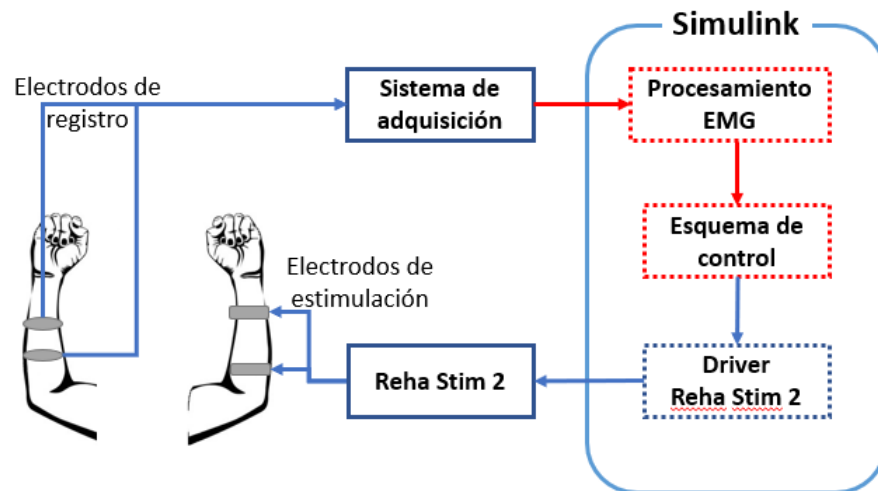 Simulink
Electrodos de
registro
Sistema de
adquisición
Procesamiento
EMG
Esquema de
control
Electrodos de
estimulación
Reha Stim 2
Driver
Reha Stim 2